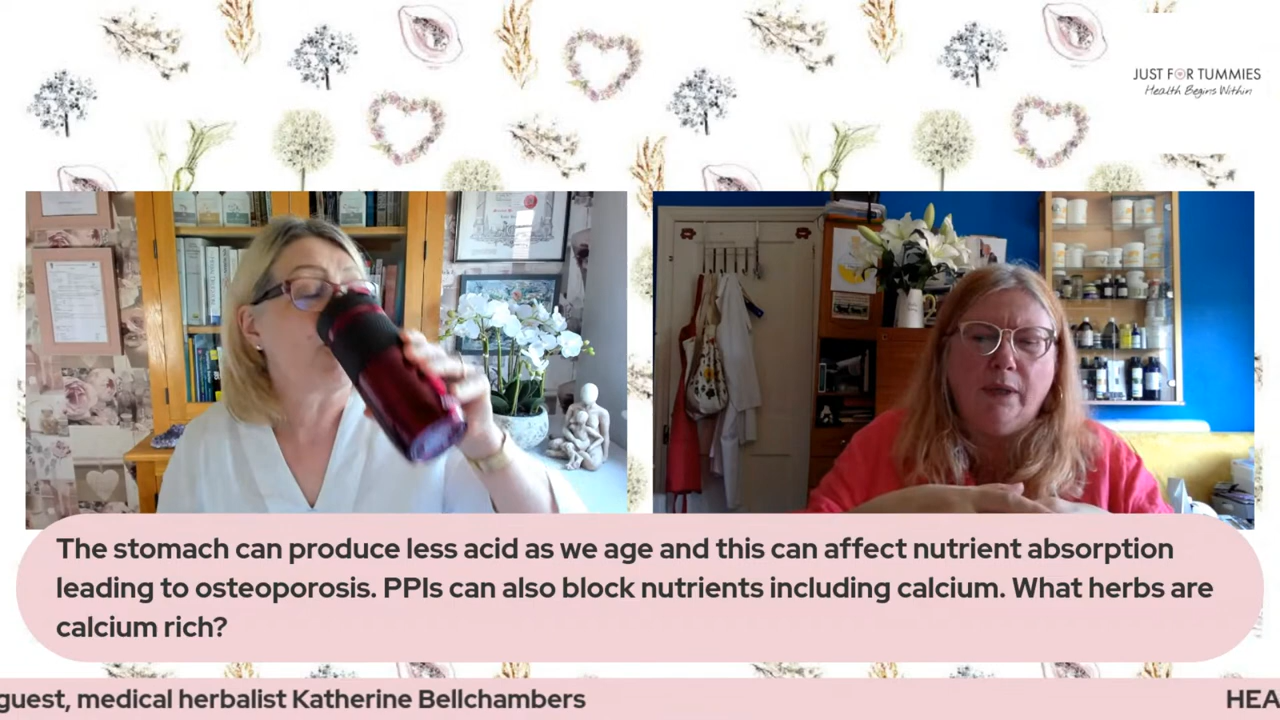 JUST FOR TUMMIES
Health Begins Within
The stomach can produce less acid as we age and this can affect nutrient absorption
leading to osteoporosis. PPIs can also block nutrients including calcium. What herbs are
calcium rich?
guest, medical herbalist Katherine Bellchambers
HEA